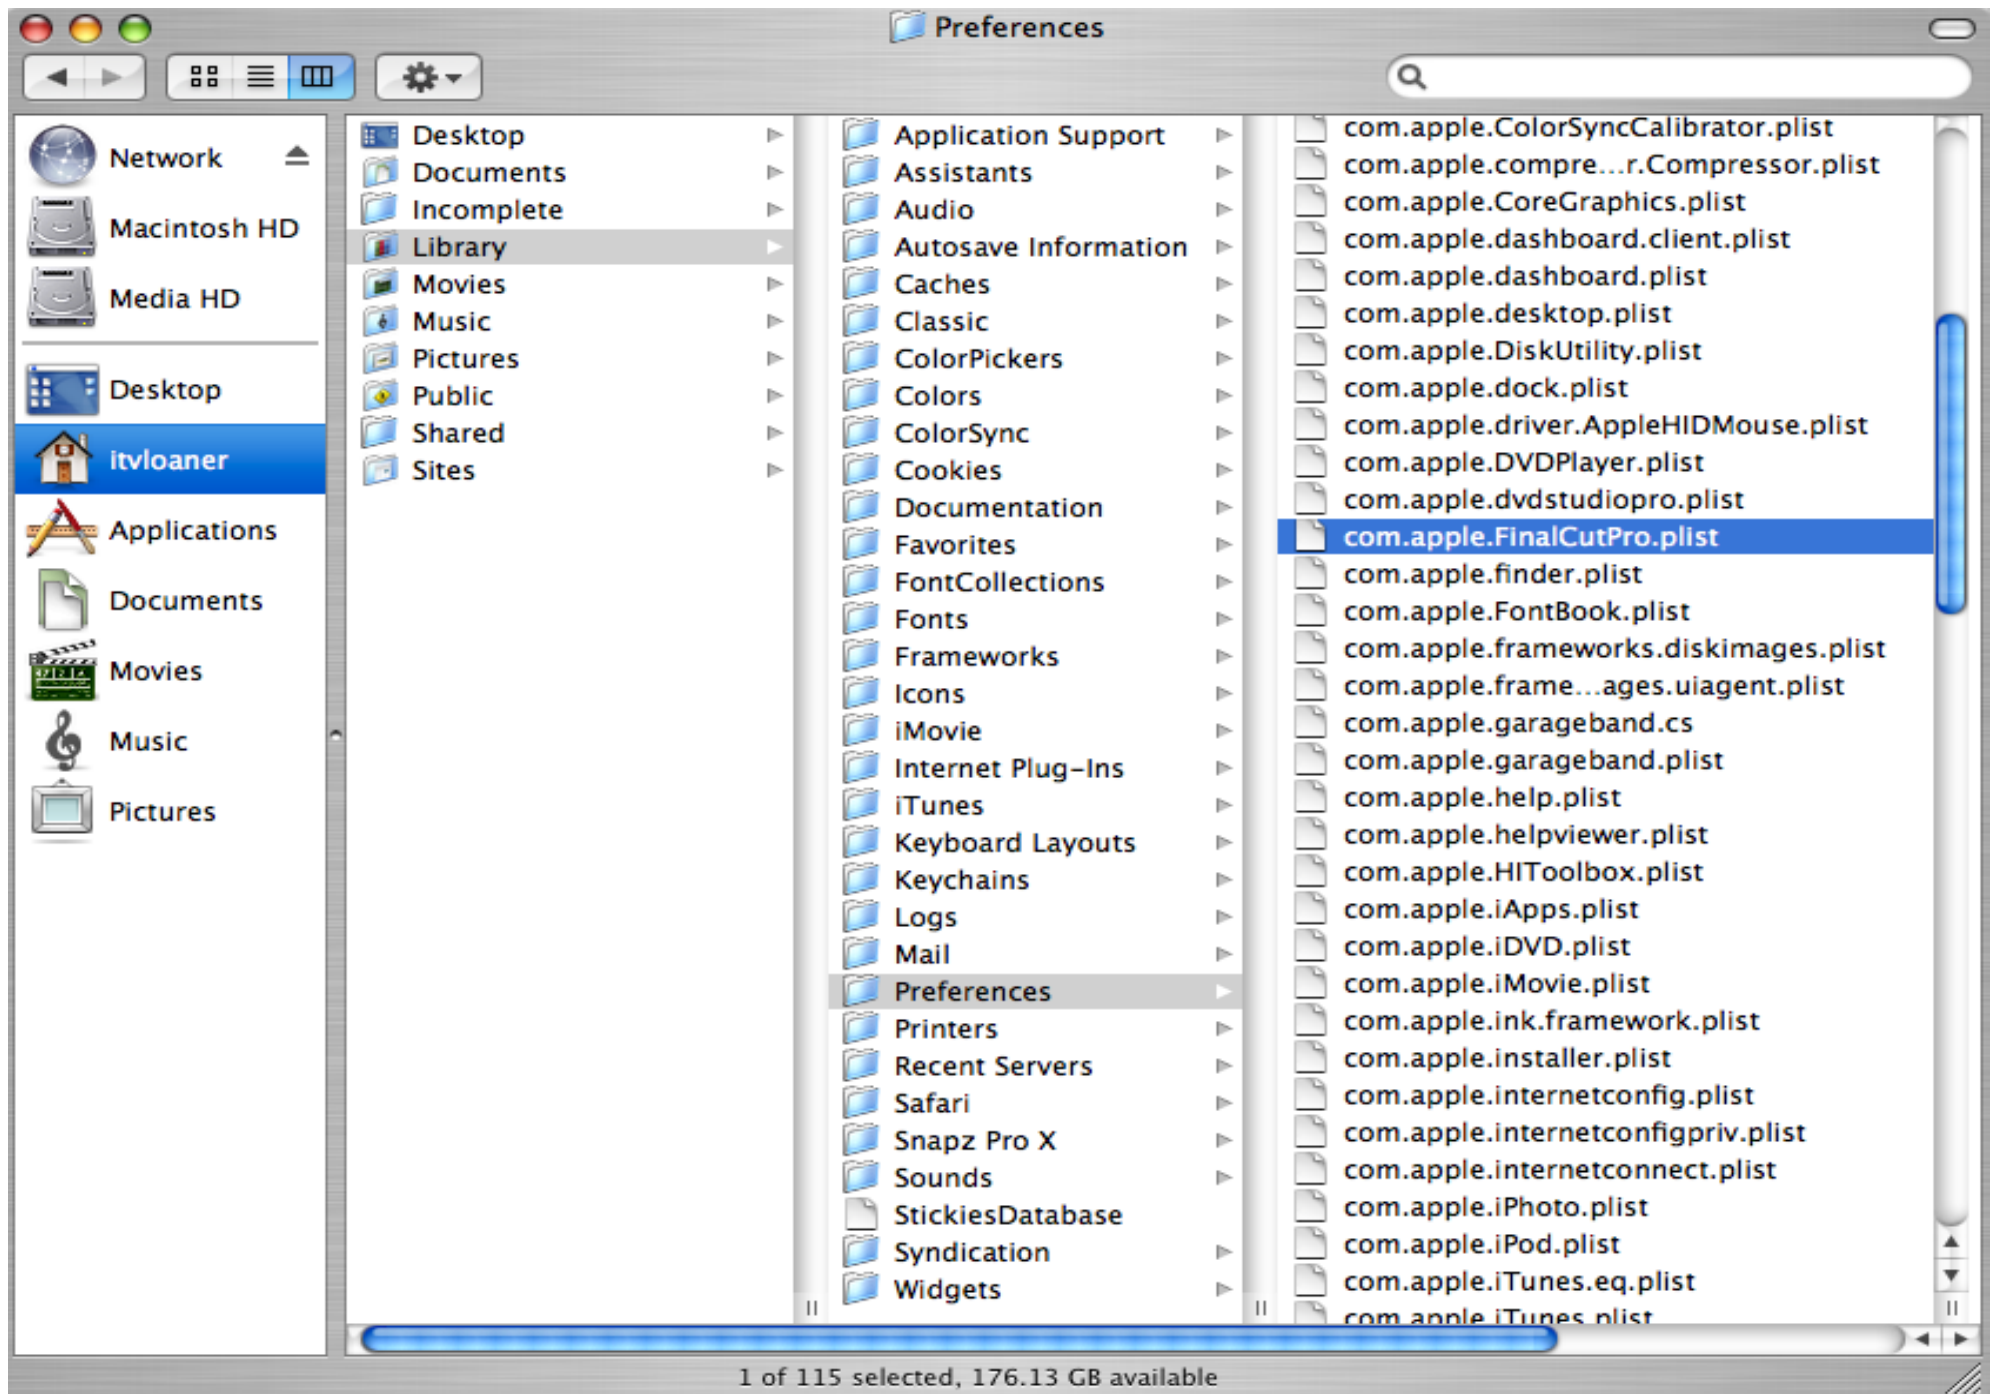 Preferences
Network
Macintosh HD
Media HD
Desktop
itvloaner
Applications
Documents
Movies
Music
Pictures
Desktop
Documents
Incomplete
Library
Movies
Music
Pictures
Public
Shared
Sites
Application Support
Assistants
Audio
Autosave Information
Caches
Classic
ColorPickers
Colors
ColorSync
Cookies
Documentation
Favorites
FontCollections
Fonts
Frameworks
Icons
iMovie
Internet Plug-Ins
iTunes
Keyboard Layouts
Keychains
Logs
Mail
Preferences
Printers
Recent Servers
Safari
Snapz Pro X
Sounds
StickiesDatabase
Syndication
Widgets
com.apple.ColorSyncCalibrator.plist
com.apple.compre...r.Compressor.plist
com.apple.CoreGraphics.plist
com.apple.dashboard.client.plist
com.apple.dashboard.plist
com.apple.desktop.plist
com.apple.DiskUtility.plist
com.apple.dock.plist
com.apple.driver.AppleHIDMouse.plist
com.apple.DVDPlayer.plist
com.apple.dvdstudiopro.plist
com.apple.FinalCutPro.plist
com.apple.finder.plist
com.apple.FontBook.plist
com.apple.frameworks.diskimages.plist
com.apple.frame...ages.uiagent.plist
com.apple.garageband.cs
com.apple.garageband.plist
com.apple.help.plist
com.apple.helpviewer.plist
com.apple.HIToolbox.plist
com.apple.iApps.plist
com.apple.iDVD.plist
com.apple.iMovie.plist
com.apple.ink.framework.plist
com.apple.installer.plist
com.apple.internetconfig.plist
com.apple.internetconfigpriv.plist
com.apple.internetconnect.plist
com.apple.iPhoto.plist
com.apple.iPod.plist
com.apple.iTunes.eq.plist
com.apple.iTunes.plist
1 of 115 selected, 176.13 GB available